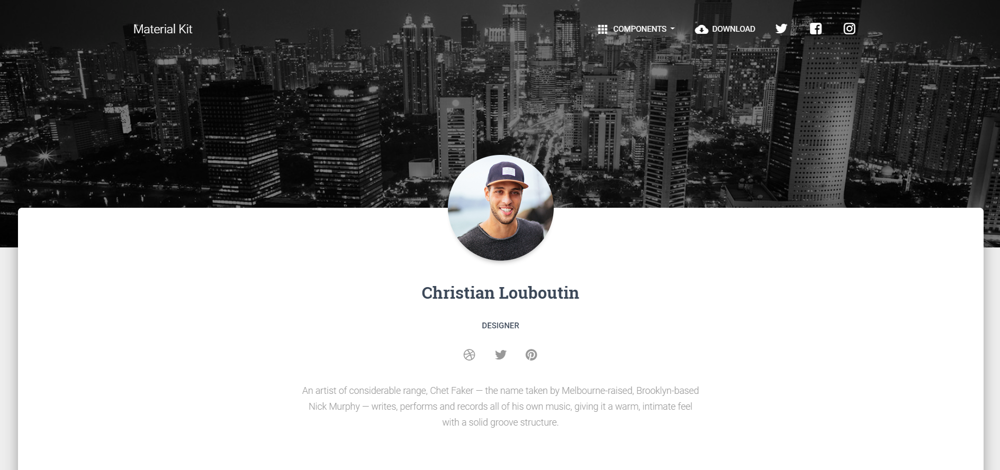 Material Kit
COMPONENTS
DOWNLOAD
Christian Louboutin
DESIGNER
An artist of considerable range, Chet Faker — the name taken by Melbourne-raised, Brooklyn-based
Nick Murphy — writes, performs and records all of his own music, giving it a warm, intimate feel
with a solid groove structure.